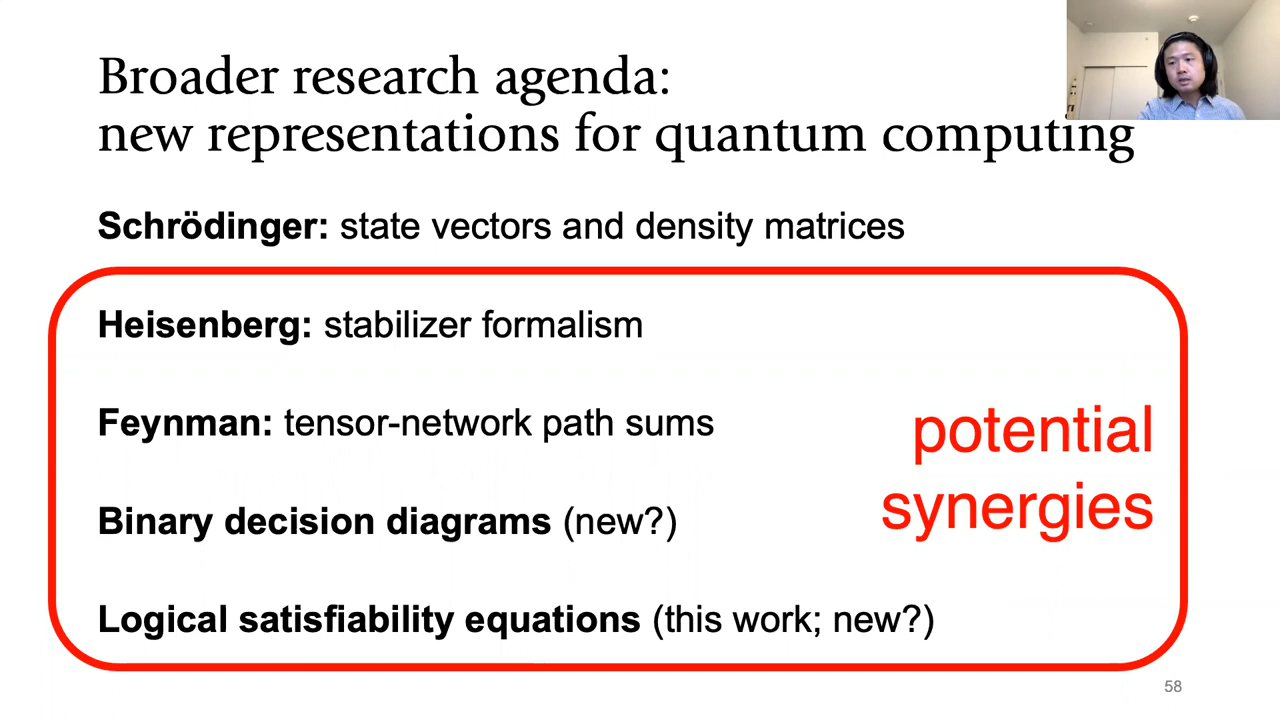 Broader research agenda:
new representations for quantum computing
Schrödinger: state vectors and density matrices
Heisenberg: stabilizer formalism
Feynman: tensor-network path sums
potential
synergies
Binary decision diagrams (new?)
Logical satisfiability equations (this work; new?)
58